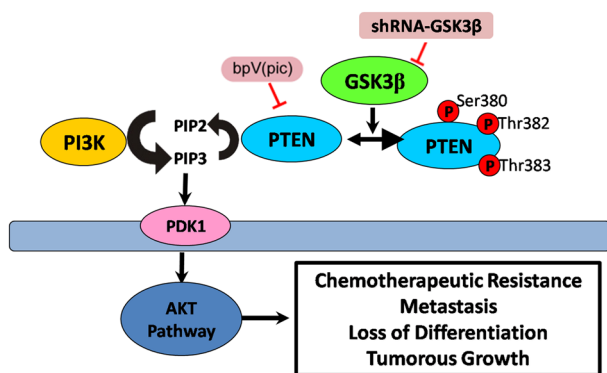 shRNA-GSK3β
bpV(pic)
GSK3β
Ser380
P
PIP2
P
Thr382
PI3K
PTEN
PTEN
PIP3
P
Thr383
PDK1
AKT
Pathway
Chemotherapeutic Resistance
Metastasis
Loss of Differentiation
Tumorous Growth